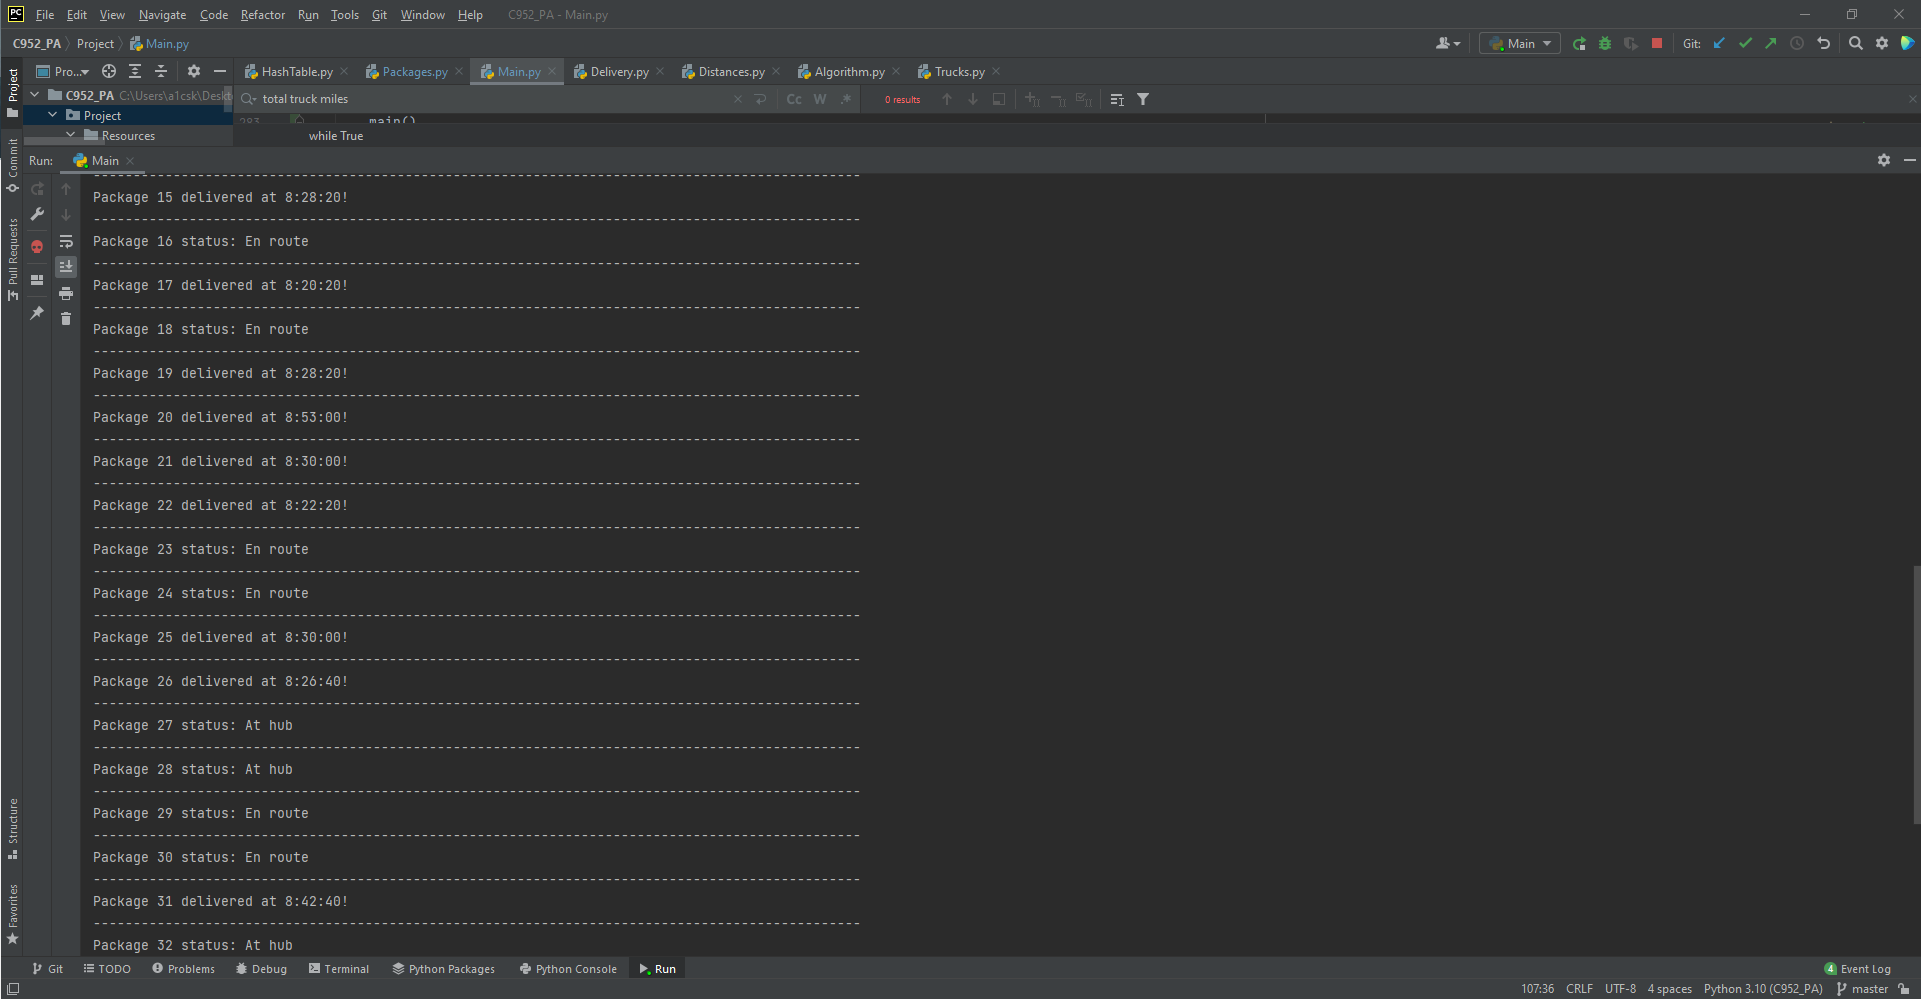 PC File Edit View Navigate Code Refactor Run Tools Git Window Help C952_PA - Main.py
C952_PA Project Main.py Main Git:
Pro... HashTable.py Packages.py Main.py Delivery.py Distances.py Algorithm.py Trucks.py
C952_PA C:\Users\a1csk\Deskto total truck miles Cc W .* 0 results
Project 283 main()
Resources while True
Run: Main
Project
Commit
Pull Requests
--------------------------------------------------------------------------------
Package 15 delivered at 8:28:20!
--------------------------------------------------------------------------------
Package 16 status: En route
--------------------------------------------------------------------------------
Package 17 delivered at 8:20:20!
--------------------------------------------------------------------------------
Package 18 status: En route
--------------------------------------------------------------------------------
Package 19 delivered at 8:28:20!
--------------------------------------------------------------------------------
Package 20 delivered at 8:53:00!
--------------------------------------------------------------------------------
Package 21 delivered at 8:30:00!
--------------------------------------------------------------------------------
Package 22 delivered at 8:22:20!
--------------------------------------------------------------------------------
Package 23 status: En route
--------------------------------------------------------------------------------
Package 24 status: En route
--------------------------------------------------------------------------------
Package 25 delivered at 8:30:00!
--------------------------------------------------------------------------------
Package 26 delivered at 8:26:40!
--------------------------------------------------------------------------------
Package 27 status: At hub
--------------------------------------------------------------------------------
Package 28 status: At hub
--------------------------------------------------------------------------------
Package 29 status: En route
--------------------------------------------------------------------------------
Package 30 status: En route
--------------------------------------------------------------------------------
Package 31 delivered at 8:42:40!
--------------------------------------------------------------------------------
Package 32 status: At hub
Structure
Favorites
Git TODO Problems Debug Terminal Python Packages Python Console Run 4 Event Log
107:36 CRLF UTF-8 4 spaces Python 3.10 (C952_PA) master